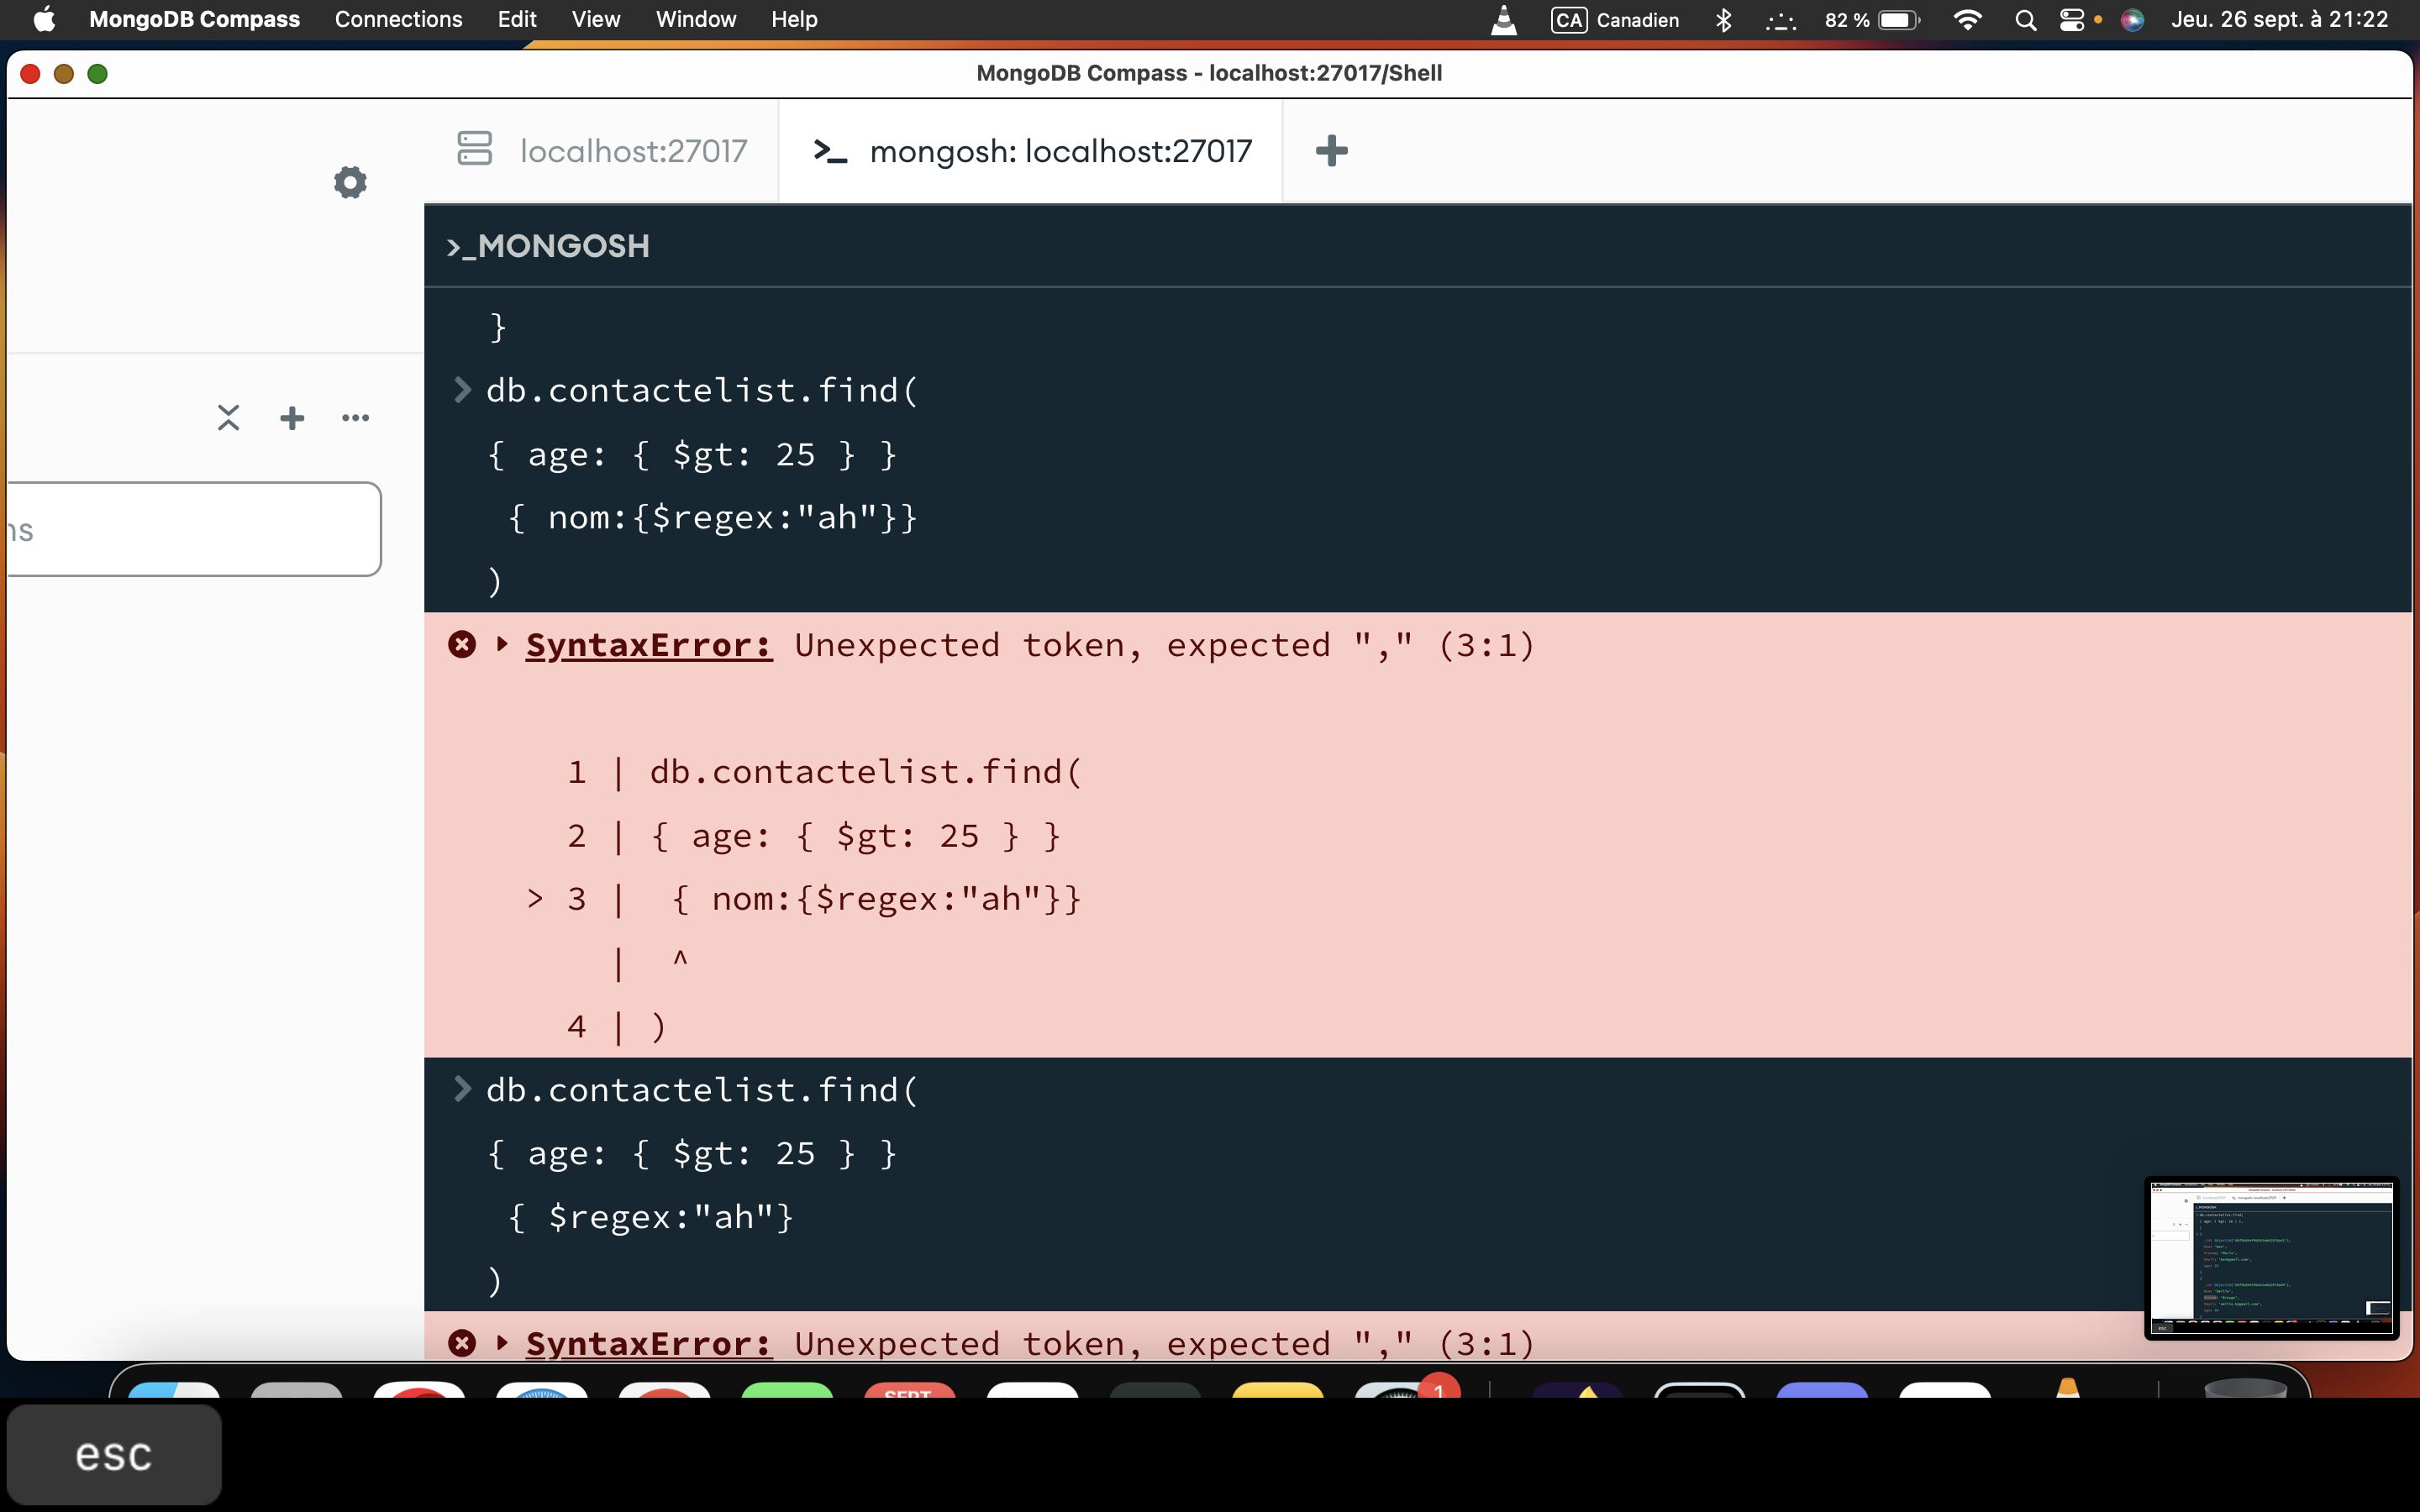 MongoDB Compass Connections Edit View Window Help CA Canadien 82 % Jeu. 26 sept. à 21:22
MongoDB Compass - localhost:27017/Shell
localhost:27017 >_ mongosh: localhost:27017 +
>_MONGOSH
}
> db.contactelist.find(
{ age: { $gt: 25 } }
{ nom:{$regex:"ah"}}
)
ns
SyntaxError: Unexpected token, expected "," (3:1)
1 | db.contactelist.find(
2 | { age: { $gt: 25 } }
> 3 |  { nom:{$regex:"ah"}}
|  ^
4 | )
> db.contactelist.find(
{ age: { $gt: 25 } }
{ $regex:"ah"}
)
SyntaxError: Unexpected token, expected "," (3:1)
SEPT
1
esc